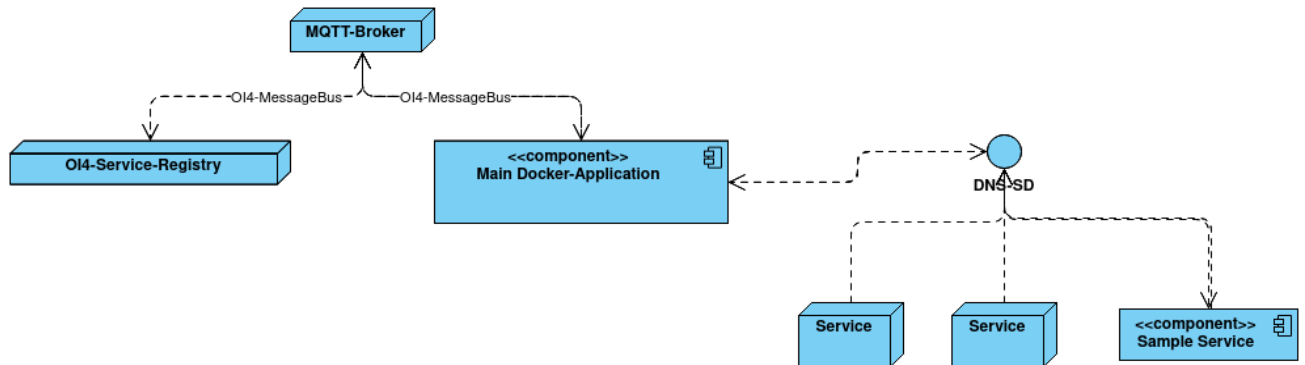 MQTT-Broker
OI4-MessageBus
OI4-MessageBus
OI4-Service-Registry
<<component>>
Main Docker-Application
DNS-SD
Service
Service
<<component>>
Sample Service